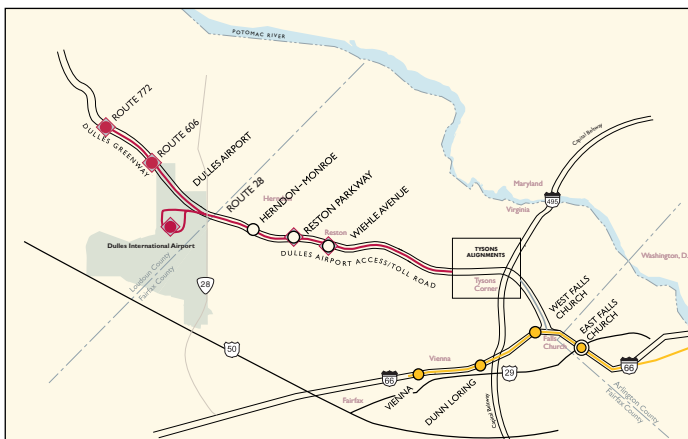 POTOMAC RIVER
ROUTE 772
ROUTE 606
DULLES GREENWAY
DULLES AIRPORT
ROUTE 28
HERNDON-MONROE
Herndon
RESTON PARKWAY
Reston
WIEHLE AVENUE
Capital Beltway
Maryland
495
Virginia
Dulles International Airport
Loudoun County
Fairfax County
DULLES AIRPORT ACCESS/TOLL ROAD
TYSONS
ALIGNMENTS
Tysons
Corner
Washington, D.
28
WEST FALLS
CHURCH
EAST FALLS
CHURCH
Falls
Church
50
Vienna
66
VIENNA
DUNN LORING
29
66
Fairfax
Capital Beltway
Arlington County
Fairfax County